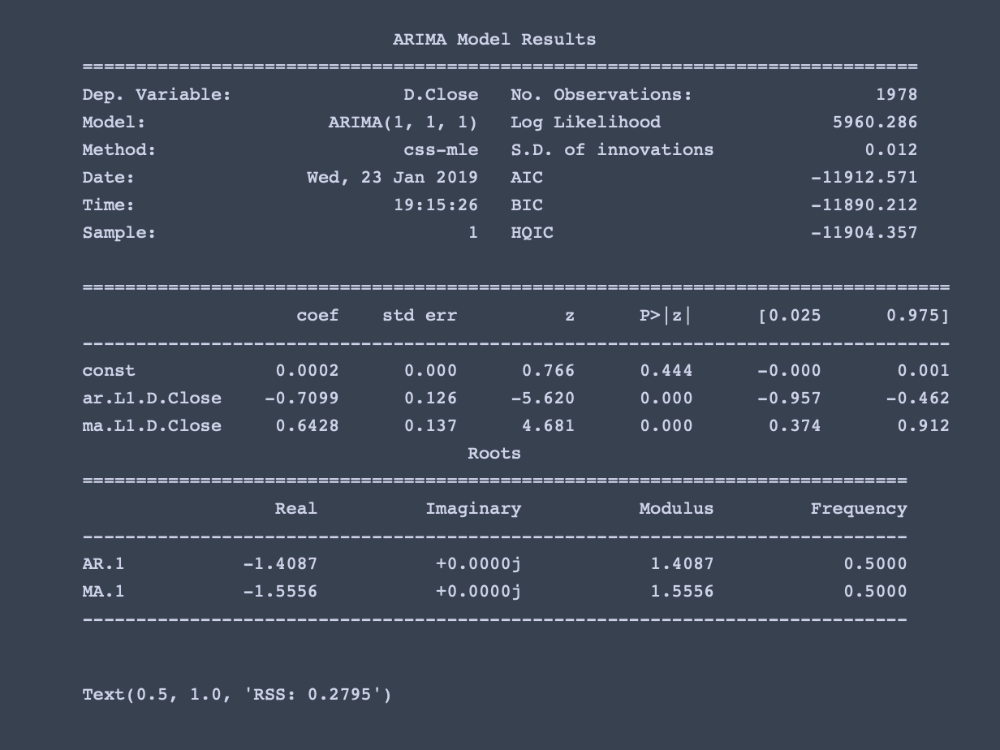 ARIMA Model Results
==============================================================================
Dep. Variable:                D.Close   No. Observations:                 1978
Model:                 ARIMA(1, 1, 1)   Log Likelihood                5960.286
Method:                       css-mle   S.D. of innovations              0.012
Date:                Wed, 23 Jan 2019   AIC                         -11912.571
Time:                        19:15:26   BIC                         -11890.212
Sample:                             1   HQIC                        -11904.357
=================================================================================
                    coef    std err          z      P>|z|      [0.025      0.975]
---------------------------------------------------------------------------------
const             0.0002      0.000      0.766      0.444      -0.000       0.001
ar.L1.D.Close    -0.7099      0.126     -5.620      0.000      -0.957      -0.462
ma.L1.D.Close     0.6428      0.137      4.681      0.000       0.374       0.912
                                    Roots
=============================================================================
                  Real          Imaginary           Modulus         Frequency
-----------------------------------------------------------------------------
AR.1           -1.4087           +0.0000j            1.4087            0.5000
MA.1           -1.5556           +0.0000j            1.5556            0.5000
-----------------------------------------------------------------------------
Text(0.5, 1.0, 'RSS: 0.2795')